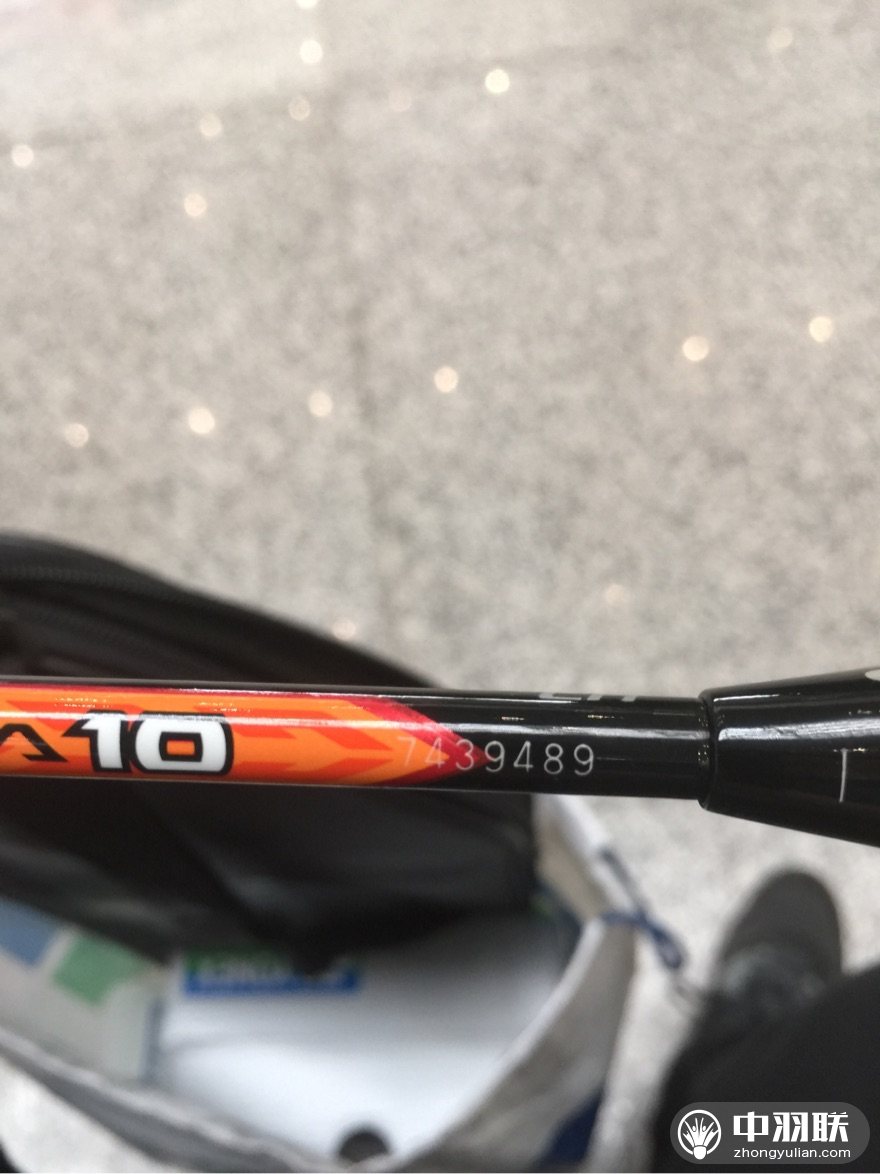 10
7439489
中羽联
zhongyulian.com